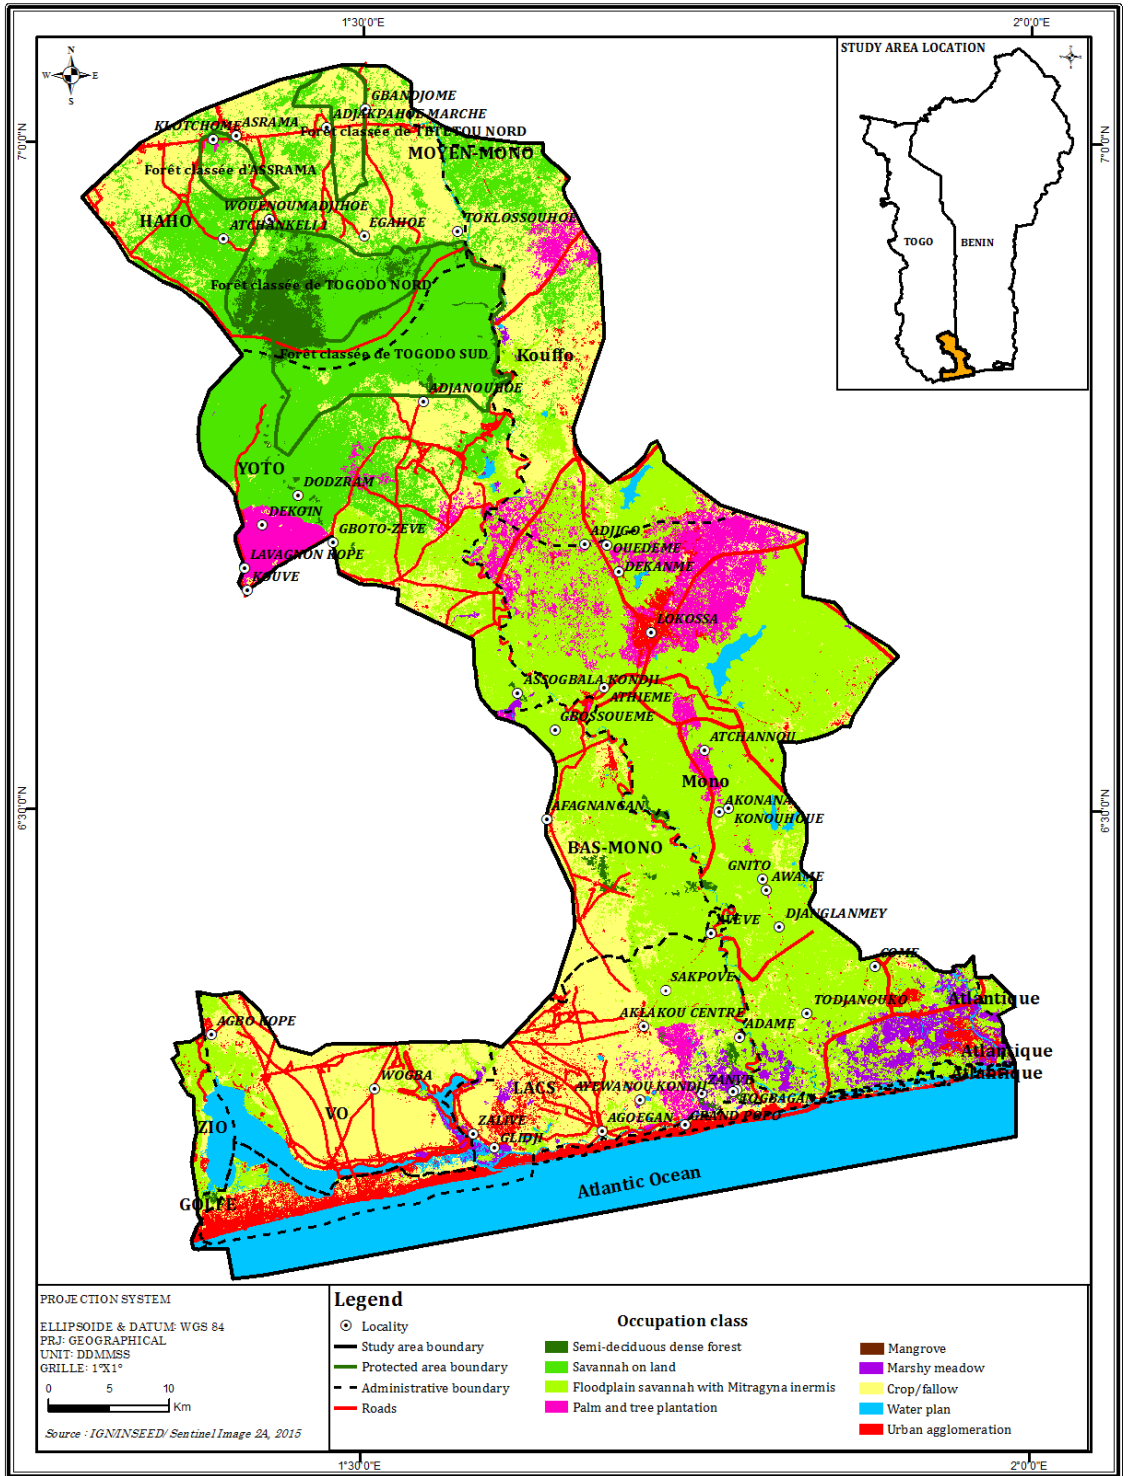 1°30'0"E
2°0'0"E
STUDY AREA LOCATION
N
W
E
S
TOGO
BENIN
7°0'0"N
7°0'0"N
GBANDJOME
ADJAKPAHOE MARCHE
KLOTCHOME
ASRAMA
Forêt classée de TETETOU NORD
MOYEN-MONO
Forêt classée d'ASSRAMA
WOUENOUMADJIHOE
HAHO
ATCHANKELI 1
EGAHOE
TOKLOSSOUHOE
Forêt classée de TOGODO NORD
Forêt classée de TOGODO SUD
Kouffo
ADJANOUHOE
YOTO
DODZRAM
DEKOIN
GBOTO-ZEVE
ADJIGO
OUEDEME
LAVAGNON KOPE
DEKANME
KOUVE
LOKOSSA
ASSOGBALA KONDJI
ATHIEME
GBOSSOUEME
ATCHANNOU
Mono
6°30'0"N
6°30'0"N
AFAGNANGAN
AKONANA
KONOUHOUE
BAS-MONO
GNITO
AWAME
DJANGLANMEY
AVEVE
COME
SAKPOVE
TODJANOUKO
Atlantique
AKLAKOU CENTRE
ADAME
AGBO KOPE
Atlantique
Atlantique
WOGBA
LACS
AYEWANOU KONDJI
ZANVE
TOGBAGAN
VO
ZIO
ZALIVE
AGOEGAN
GRAND POPO
GLIDJI
Atlantic Ocean
GOLFE
PROJECTION SYSTEM
ELLIPSOIDE & DATUM: WGS 84
PRJ: GEOGRAPHICAL
UNIT: DDMMSS
GRILLE: 1°X1°
0 5 10
Km
Source : IGN/INSEED/ Sentinel Image 2A, 2015
Legend
Locality
Study area boundary
Protected area boundary
Administrative boundary
Roads
Occupation class
Semi-deciduous dense forest
Savannah on land
Floodplain savannah with Mitragyna inermis
Palm and tree plantation
Mangrove
Marshy meadow
Crop/fallow
Water plan
Urban agglomeration
1°30'0"E
2°0'0"E